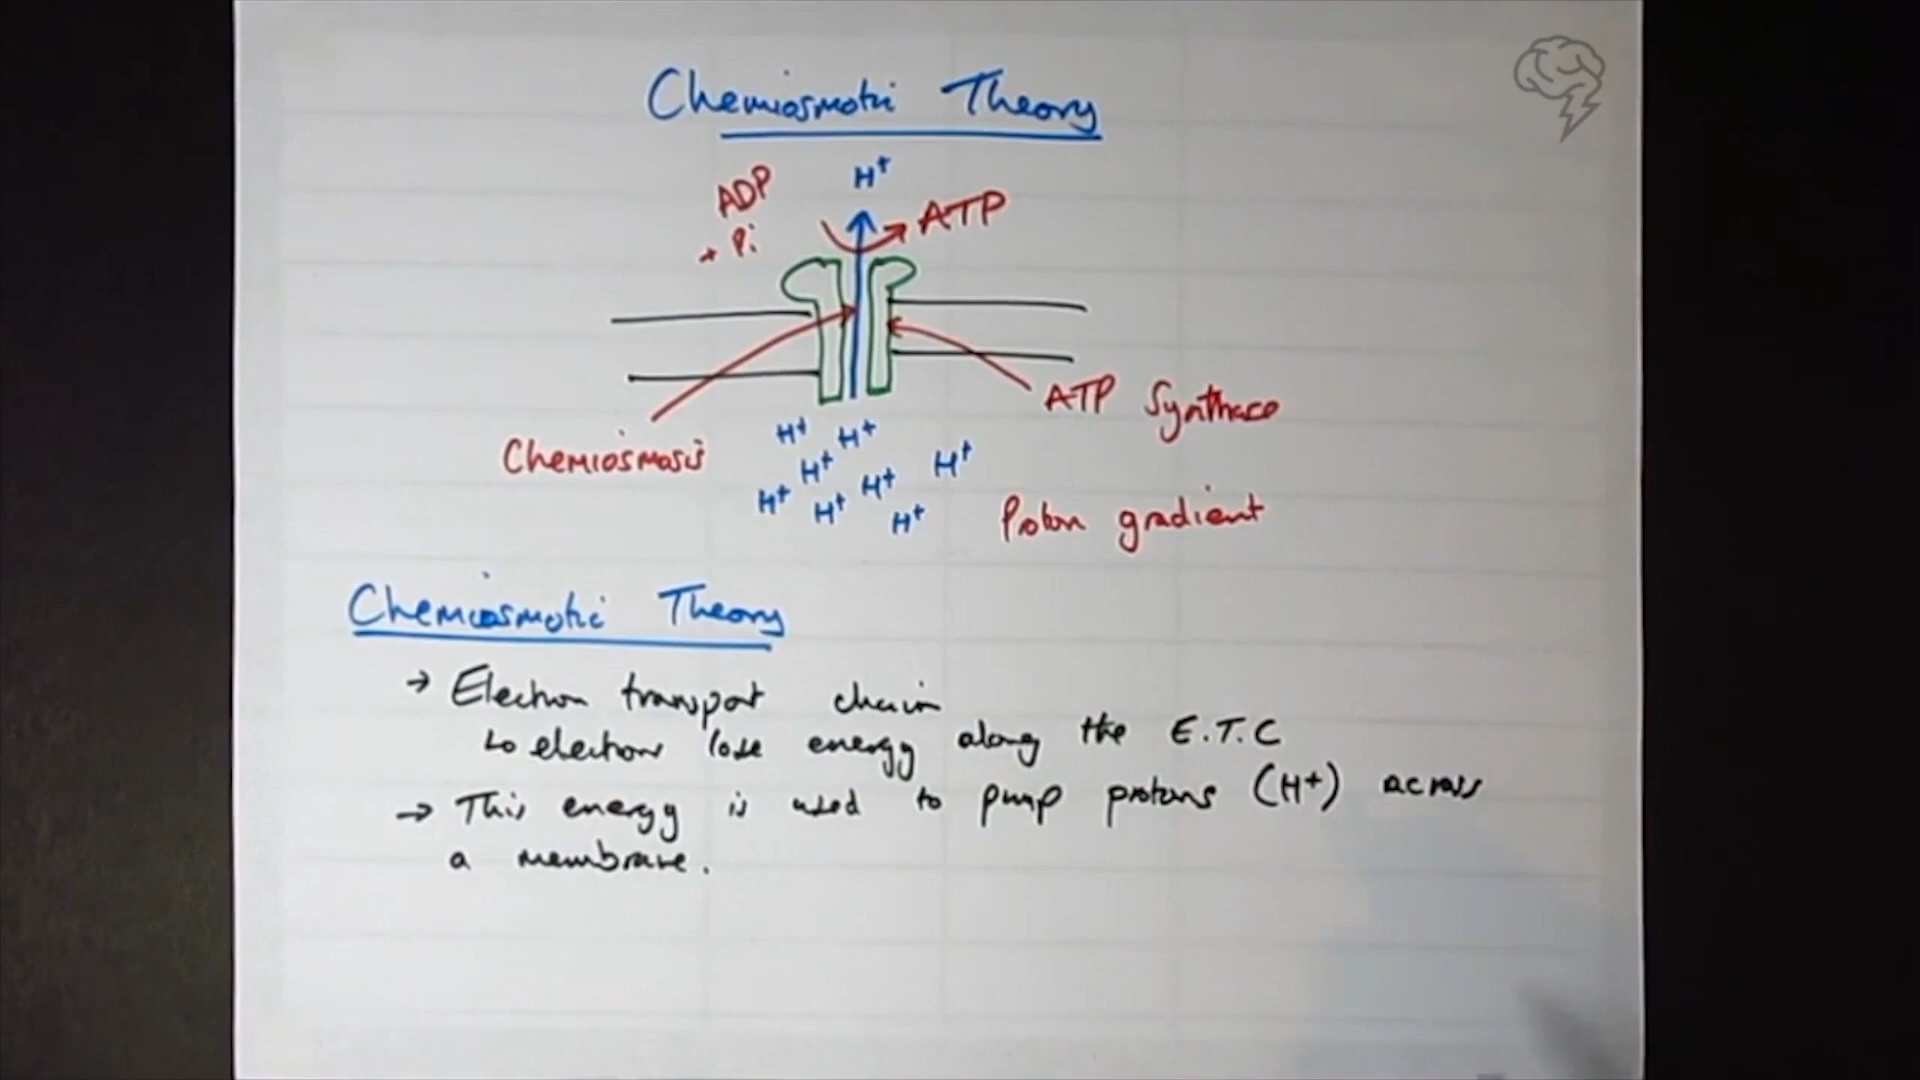 Chemiosmotic Theory
H⁺
ADP
+ Pi
ATP
ATP Synthase
Chemiosmosis
H⁺ H⁺
H⁺ H⁺ H⁺
H⁺ H⁺ H⁺
Proton gradient
Chemiosmotic Theory
→ Electron transport chain
↳ electrons lose energy along the E.T.C
→ This energy is used to pump protons (H⁺) across
a membrane.